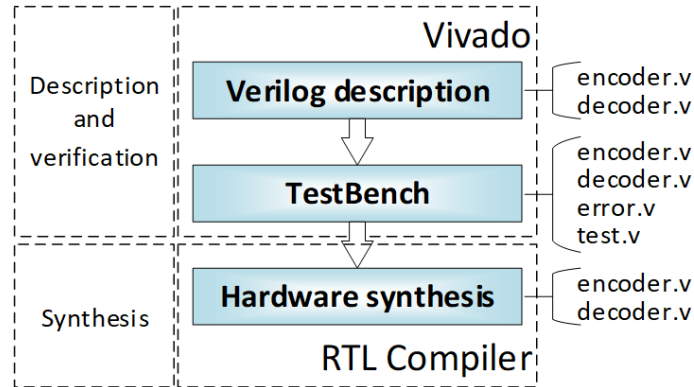 Vivado
Description
and
verification
Verilog description
encoder.v
decoder.v
TestBench
encoder.v
decoder.v
error.v
test.v
Synthesis
Hardware synthesis
encoder.v
decoder.v
RTL Compiler